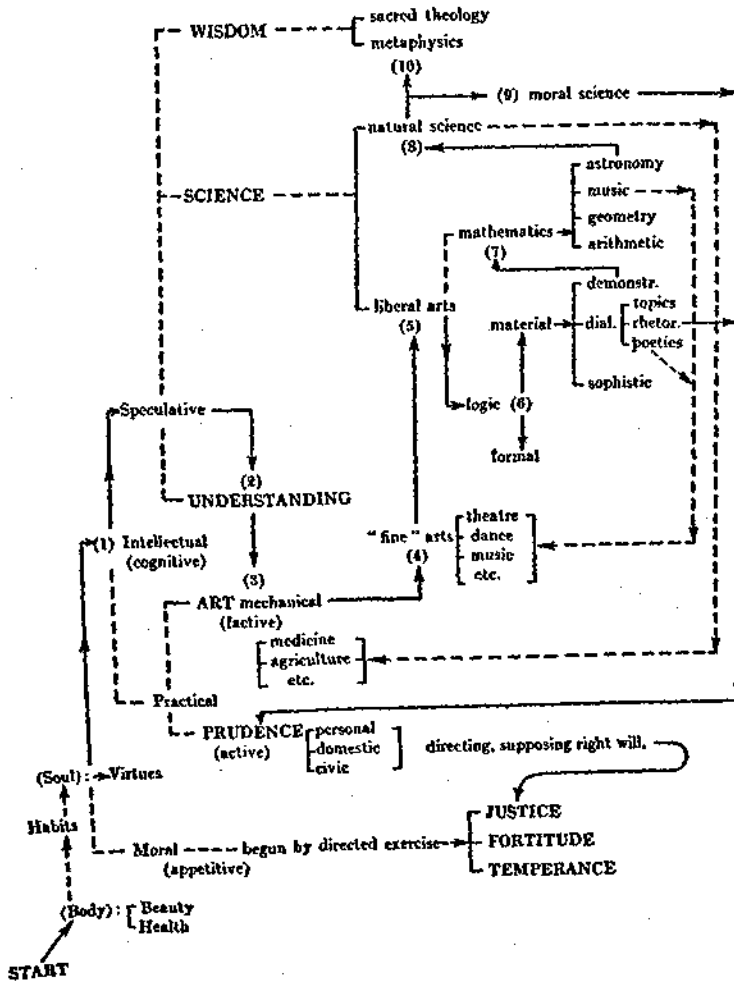 sacred theology
WISDOM
metaphysics
(10)
(9) moral science
natural science
(8)
astronomy
SCIENCE
music
mathematics
geometry
(7)
arithmetic
demonstr.
liberal arts
topics
(5)
material
dial.
rhetor.
poetics
sophistic
Speculative
logic (6)
formal
(2)
UNDERSTANDING
(1) Intellectual
(cognitive)
"fine" arts
(4)
theatre
dance
music
etc.
(3)
ART mechanical
(factive)
medicine
agriculture
etc.
Practical
PRUDENCE
(active)
personal
domestic
civic
directing, supposing right will,
(Soul): Virtues
JUSTICE
Habits
Moral begun by directed exercise FORTITUDE
(appetitive)
TEMPERANCE
(Body): Beauty
Health
START